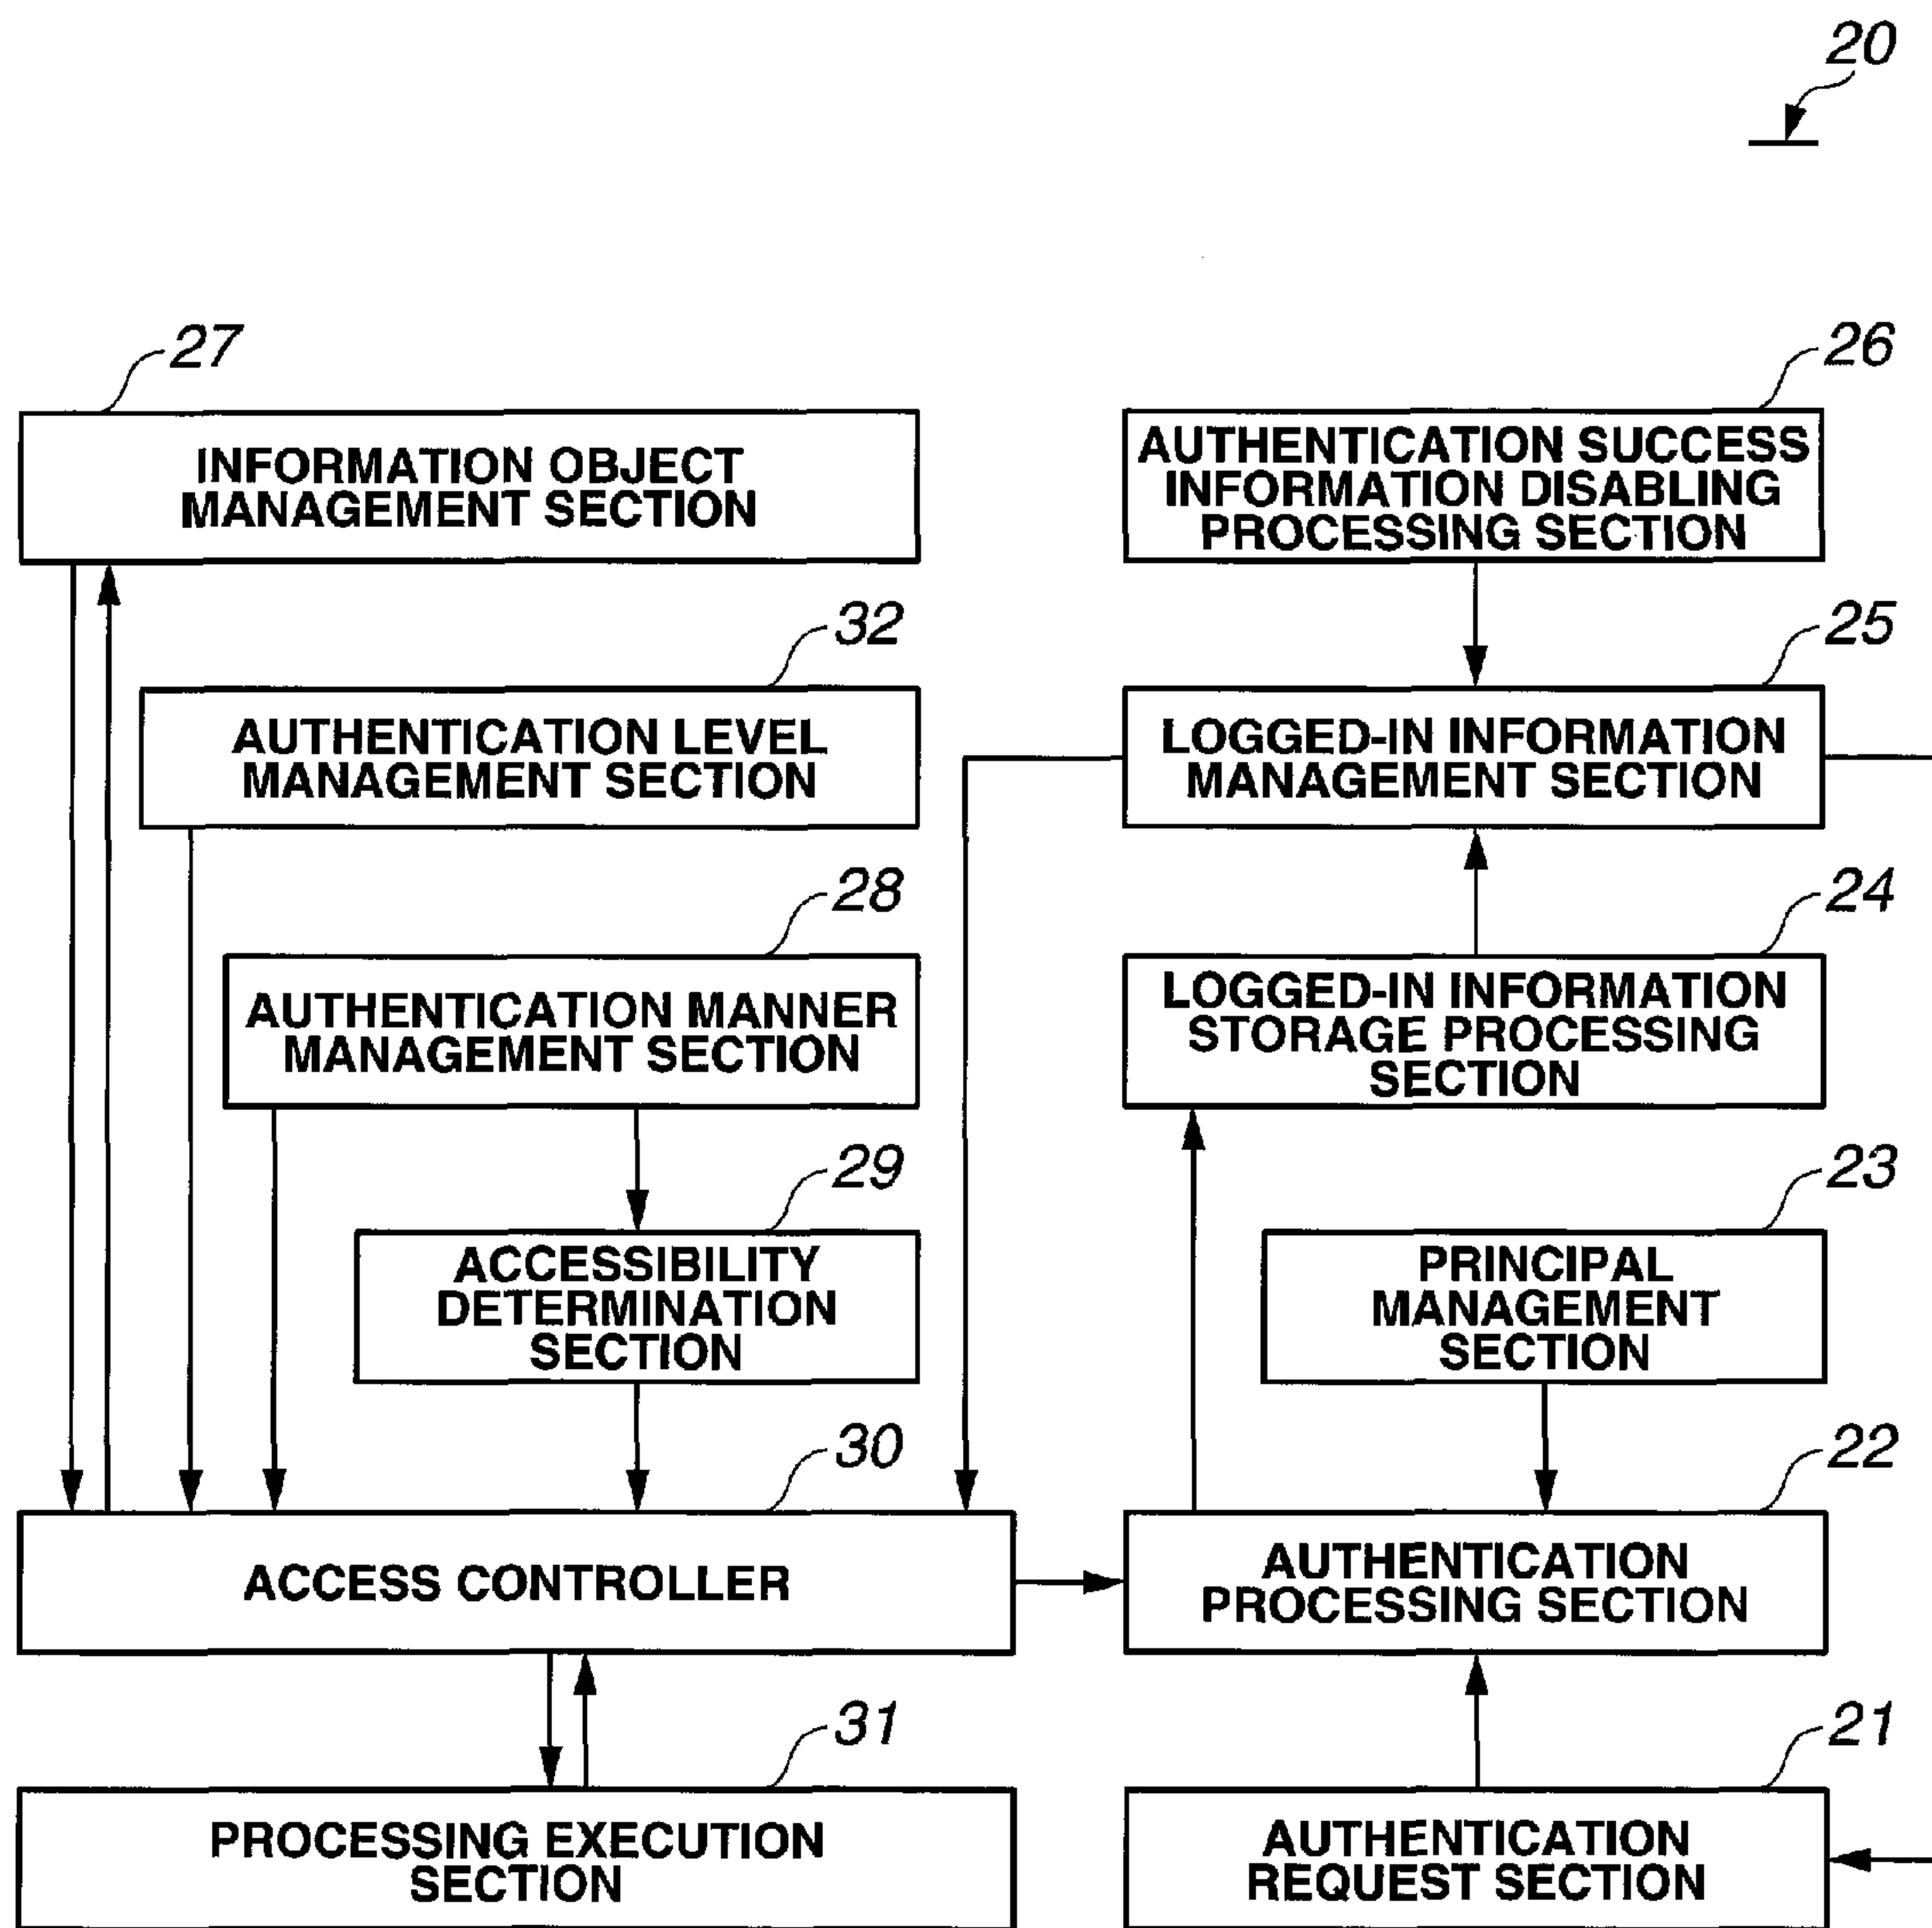 20
27
INFORMATION OBJECT
MANAGEMENT SECTION
26
AUTHENTICATION SUCCESS
INFORMATION DISABLING
PROCESSING SECTION
32
AUTHENTICATION LEVEL
MANAGEMENT SECTION
25
LOGGED-IN INFORMATION
MANAGEMENT SECTION
28
AUTHENTICATION MANNER
MANAGEMENT SECTION
24
LOGGED-IN INFORMATION
STORAGE PROCESSING
SECTION
29
ACCESSIBILITY
DETERMINATION
SECTION
23
PRINCIPAL
MANAGEMENT
SECTION
30
ACCESS CONTROLLER
22
AUTHENTICATION
PROCESSING SECTION
31
PROCESSING EXECUTION
SECTION
21
AUTHENTICATION
REQUEST SECTION